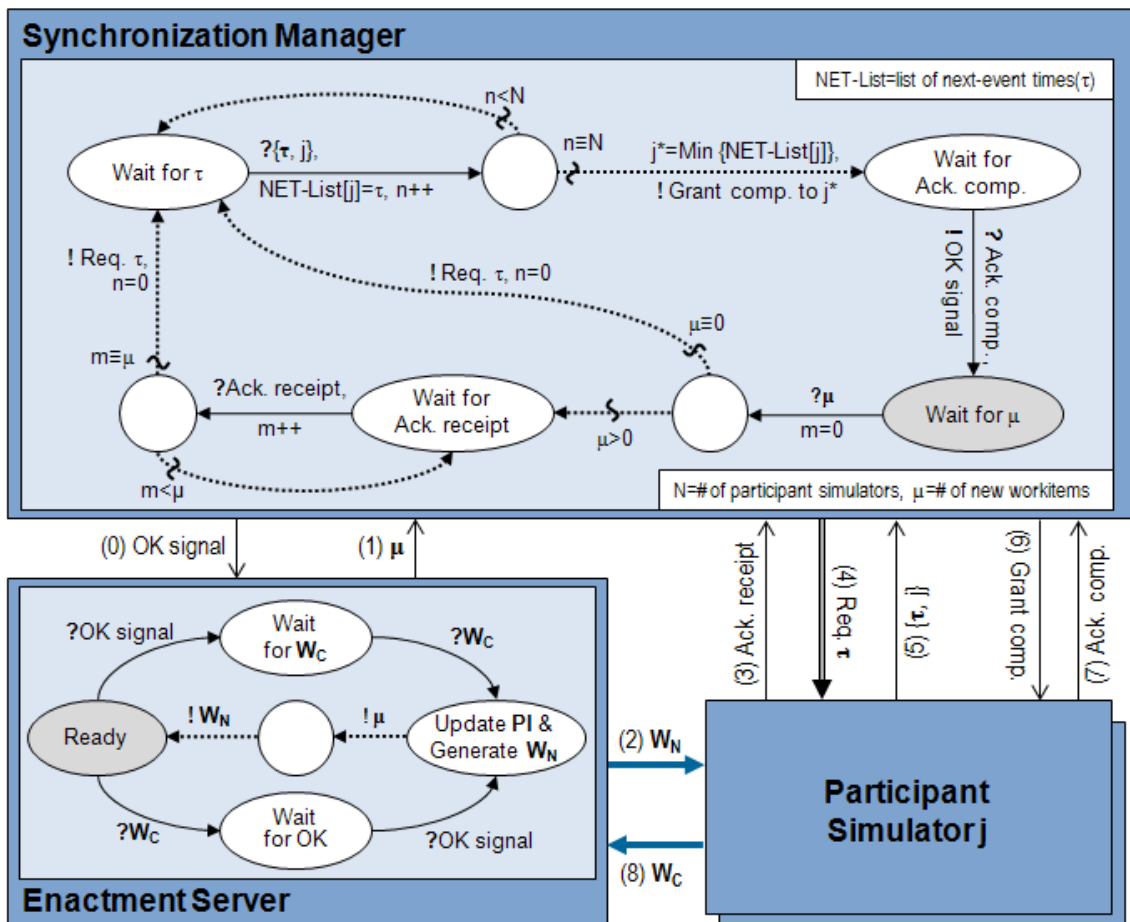 Synchronization Manager
NET-List=list of next-event times(τ)
n<N
Wait for τ
?{τ, j},
NET-List[j]=τ, n++
n≡N
j*=Min {NET-List[j]},
! Grant comp. to j*
Wait for
Ack. comp.
? Ack. comp.,
! OK signal
! Req. τ,
n=0
! Req. τ, n=0
μ≡0
m≡μ
?Ack. receipt,
m++
Wait for
Ack. receipt
μ>0
?μ
m=0
Wait for μ
m<μ
N=# of participant simulators, μ=# of new workitems
(0) OK signal
(1) μ
(3) Ack. receipt
(4) Req. τ
(5) {τ, j}
(6) Grant comp.
(7) Ack. comp.
?OK signal
Wait
for WC
?WC
Ready
! WN
! μ
Update PI &
Generate WN
?WC
Wait
for OK
?OK signal
Enactment Server
(2) WN
(8) WC
Participant
Simulator j